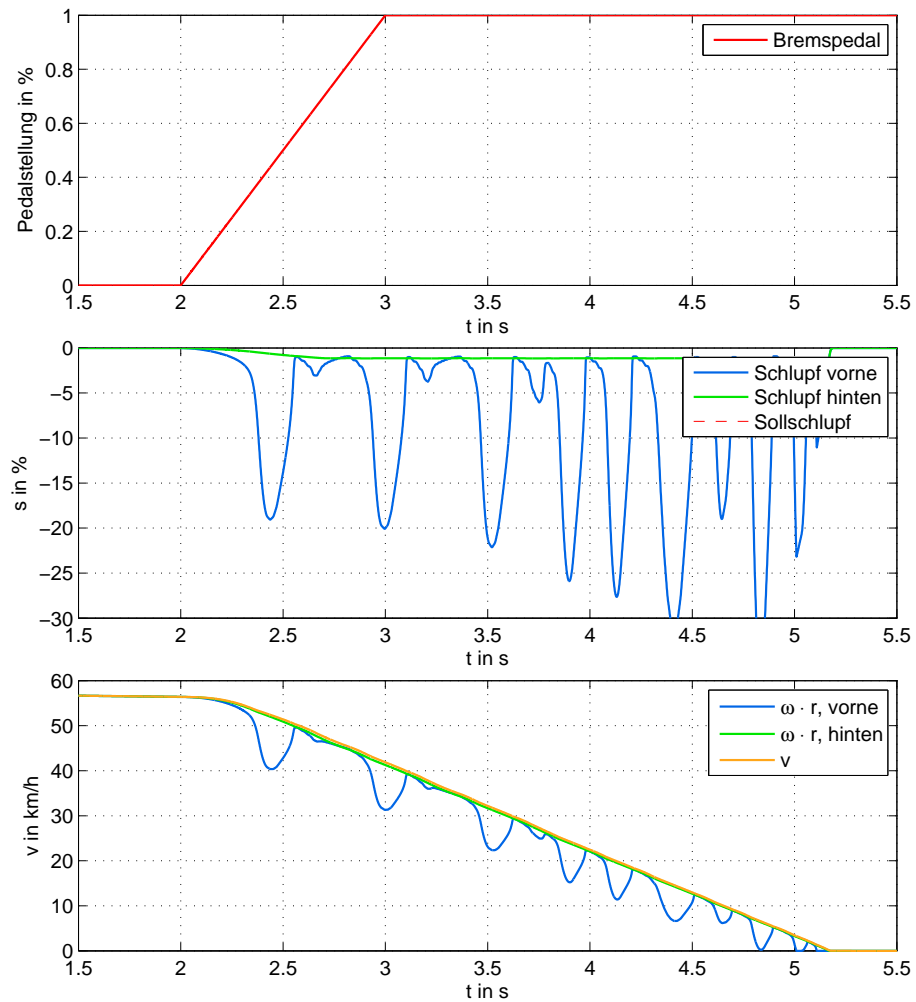 1
0.8
0.6
0.4
0.2
0
Pedalstellung in %
Bremspedal
1.5 2 2.5 3 3.5 4 4.5 5 5.5
t in s
0
−5
−10
−15
−20
−25
−30
s in %
Schlupf vorne
Schlupf hinten
Sollschlupf
1.5 2 2.5 3 3.5 4 4.5 5 5.5
t in s
60
50
40
30
20
10
0
v in km/h
ω · r, vorne
ω · r, hinten
v
1.5 2 2.5 3 3.5 4 4.5 5 5.5
t in s